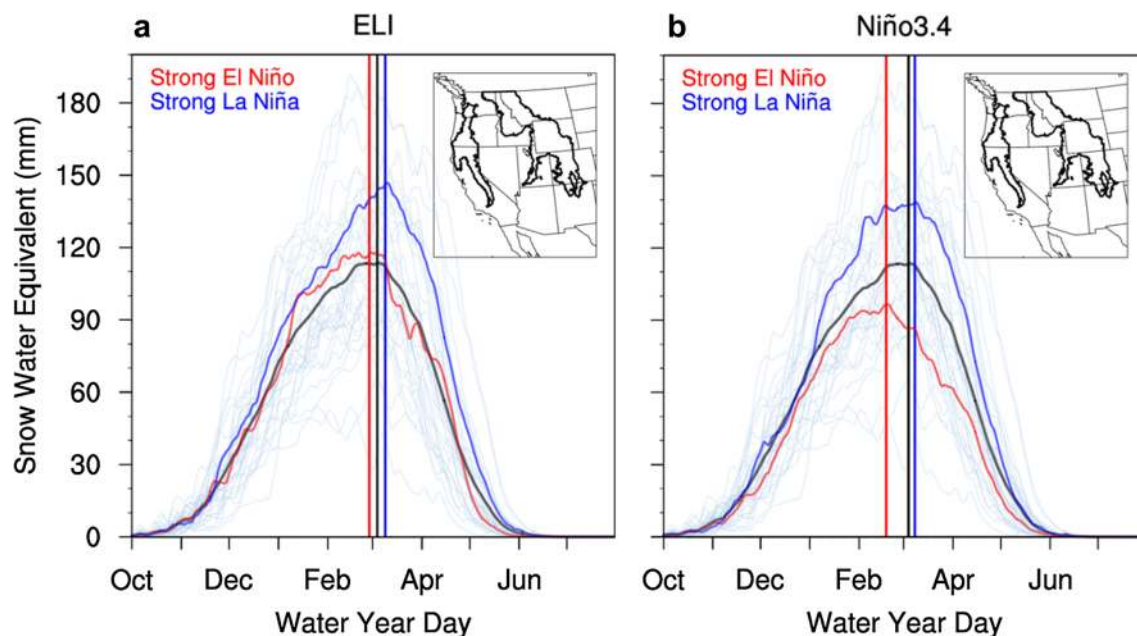 a ELI
Strong El Niño
Strong La Niña
Snow Water Equivalent (mm)
180
150
120
90
60
30
0
Oct Dec Feb Apr Jun
Water Year Day
b Niño3.4
Strong El Niño
Strong La Niña
Oct Dec Feb Apr Jun
Water Year Day